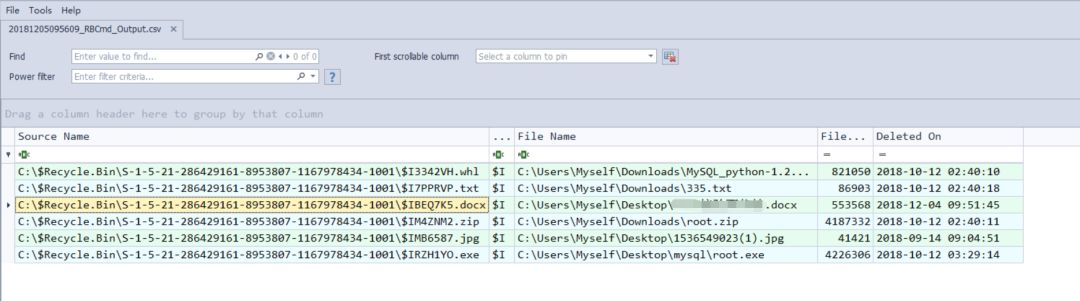 File Tools Help
20181205095609_RBCmd_Output.csv
Find Enter value to find... 0 of 0 First scrollable column Select a column to pin
Power filter Enter filter criteria... ?
Drag a column header here to group by that column
Source Name ... File Name File... Deleted On
= =
C:\$Recycle.Bin\S-1-5-21-286429161-8953807-1167978434-1001\$I3342VH.whl $I C:\Users\Myself\Downloads\MySQL_python-1.2... 821050 2018-10-12 02:40:10
C:\$Recycle.Bin\S-1-5-21-286429161-8953807-1167978434-1001\$I7PPRVP.txt $I C:\Users\Myself\Downloads\335.txt 86903 2018-10-12 02:40:18
C:\$Recycle.Bin\S-1-5-21-286429161-8953807-1167978434-1001\$IBEQ7K5.docx $I C:\Users\Myself\Desktop\ .docx 553568 2018-12-04 09:51:45
C:\$Recycle.Bin\S-1-5-21-286429161-8953807-1167978434-1001\$IM4ZNM2.zip $I C:\Users\Myself\Downloads\root.zip 4187332 2018-10-12 02:40:11
C:\$Recycle.Bin\S-1-5-21-286429161-8953807-1167978434-1001\$IMB6587.jpg $I C:\Users\Myself\Desktop\1536549023(1).jpg 41421 2018-09-14 09:04:51
C:\$Recycle.Bin\S-1-5-21-286429161-8953807-1167978434-1001\$IRZH1YO.exe $I C:\Users\Myself\Desktop\mysql\root.exe 4226306 2018-10-12 03:29:14